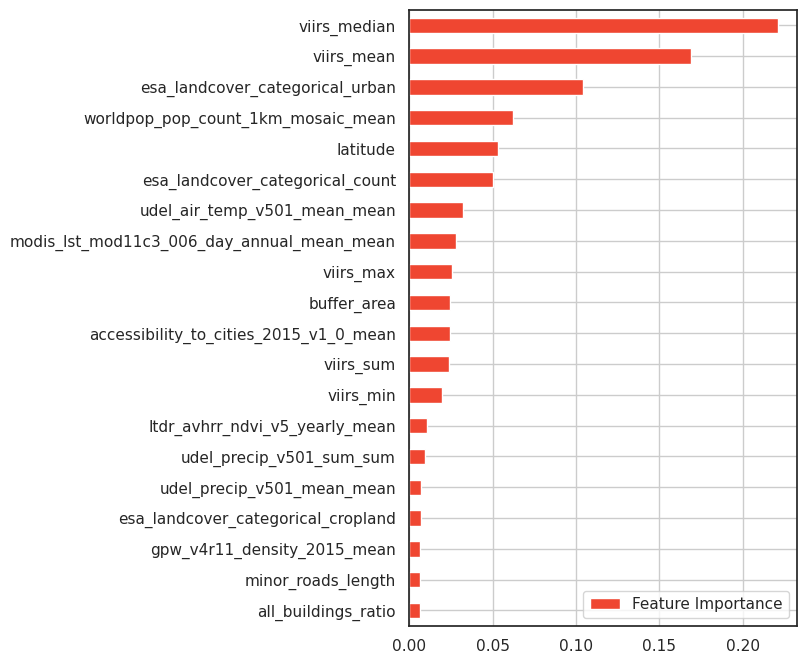 viirs_median
viirs_mean
esa_landcover_categorical_urban
worldpop_pop_count_1km_mosaic_mean
latitude
esa_landcover_categorical_count
udel_air_temp_v501_mean_mean
modis_lst_mod11c3_006_day_annual_mean_mean
viirs_max
buffer_area
accessibility_to_cities_2015_v1_0_mean
viirs_sum
viirs_min
ltdr_avhrr_ndvi_v5_yearly_mean
udel_precip_v501_sum_sum
udel_precip_v501_mean_mean
esa_landcover_categorical_cropland
gpw_v4r11_density_2015_mean
minor_roads_length
all_buildings_ratio
Feature Importance
0.00 0.05 0.10 0.15 0.20